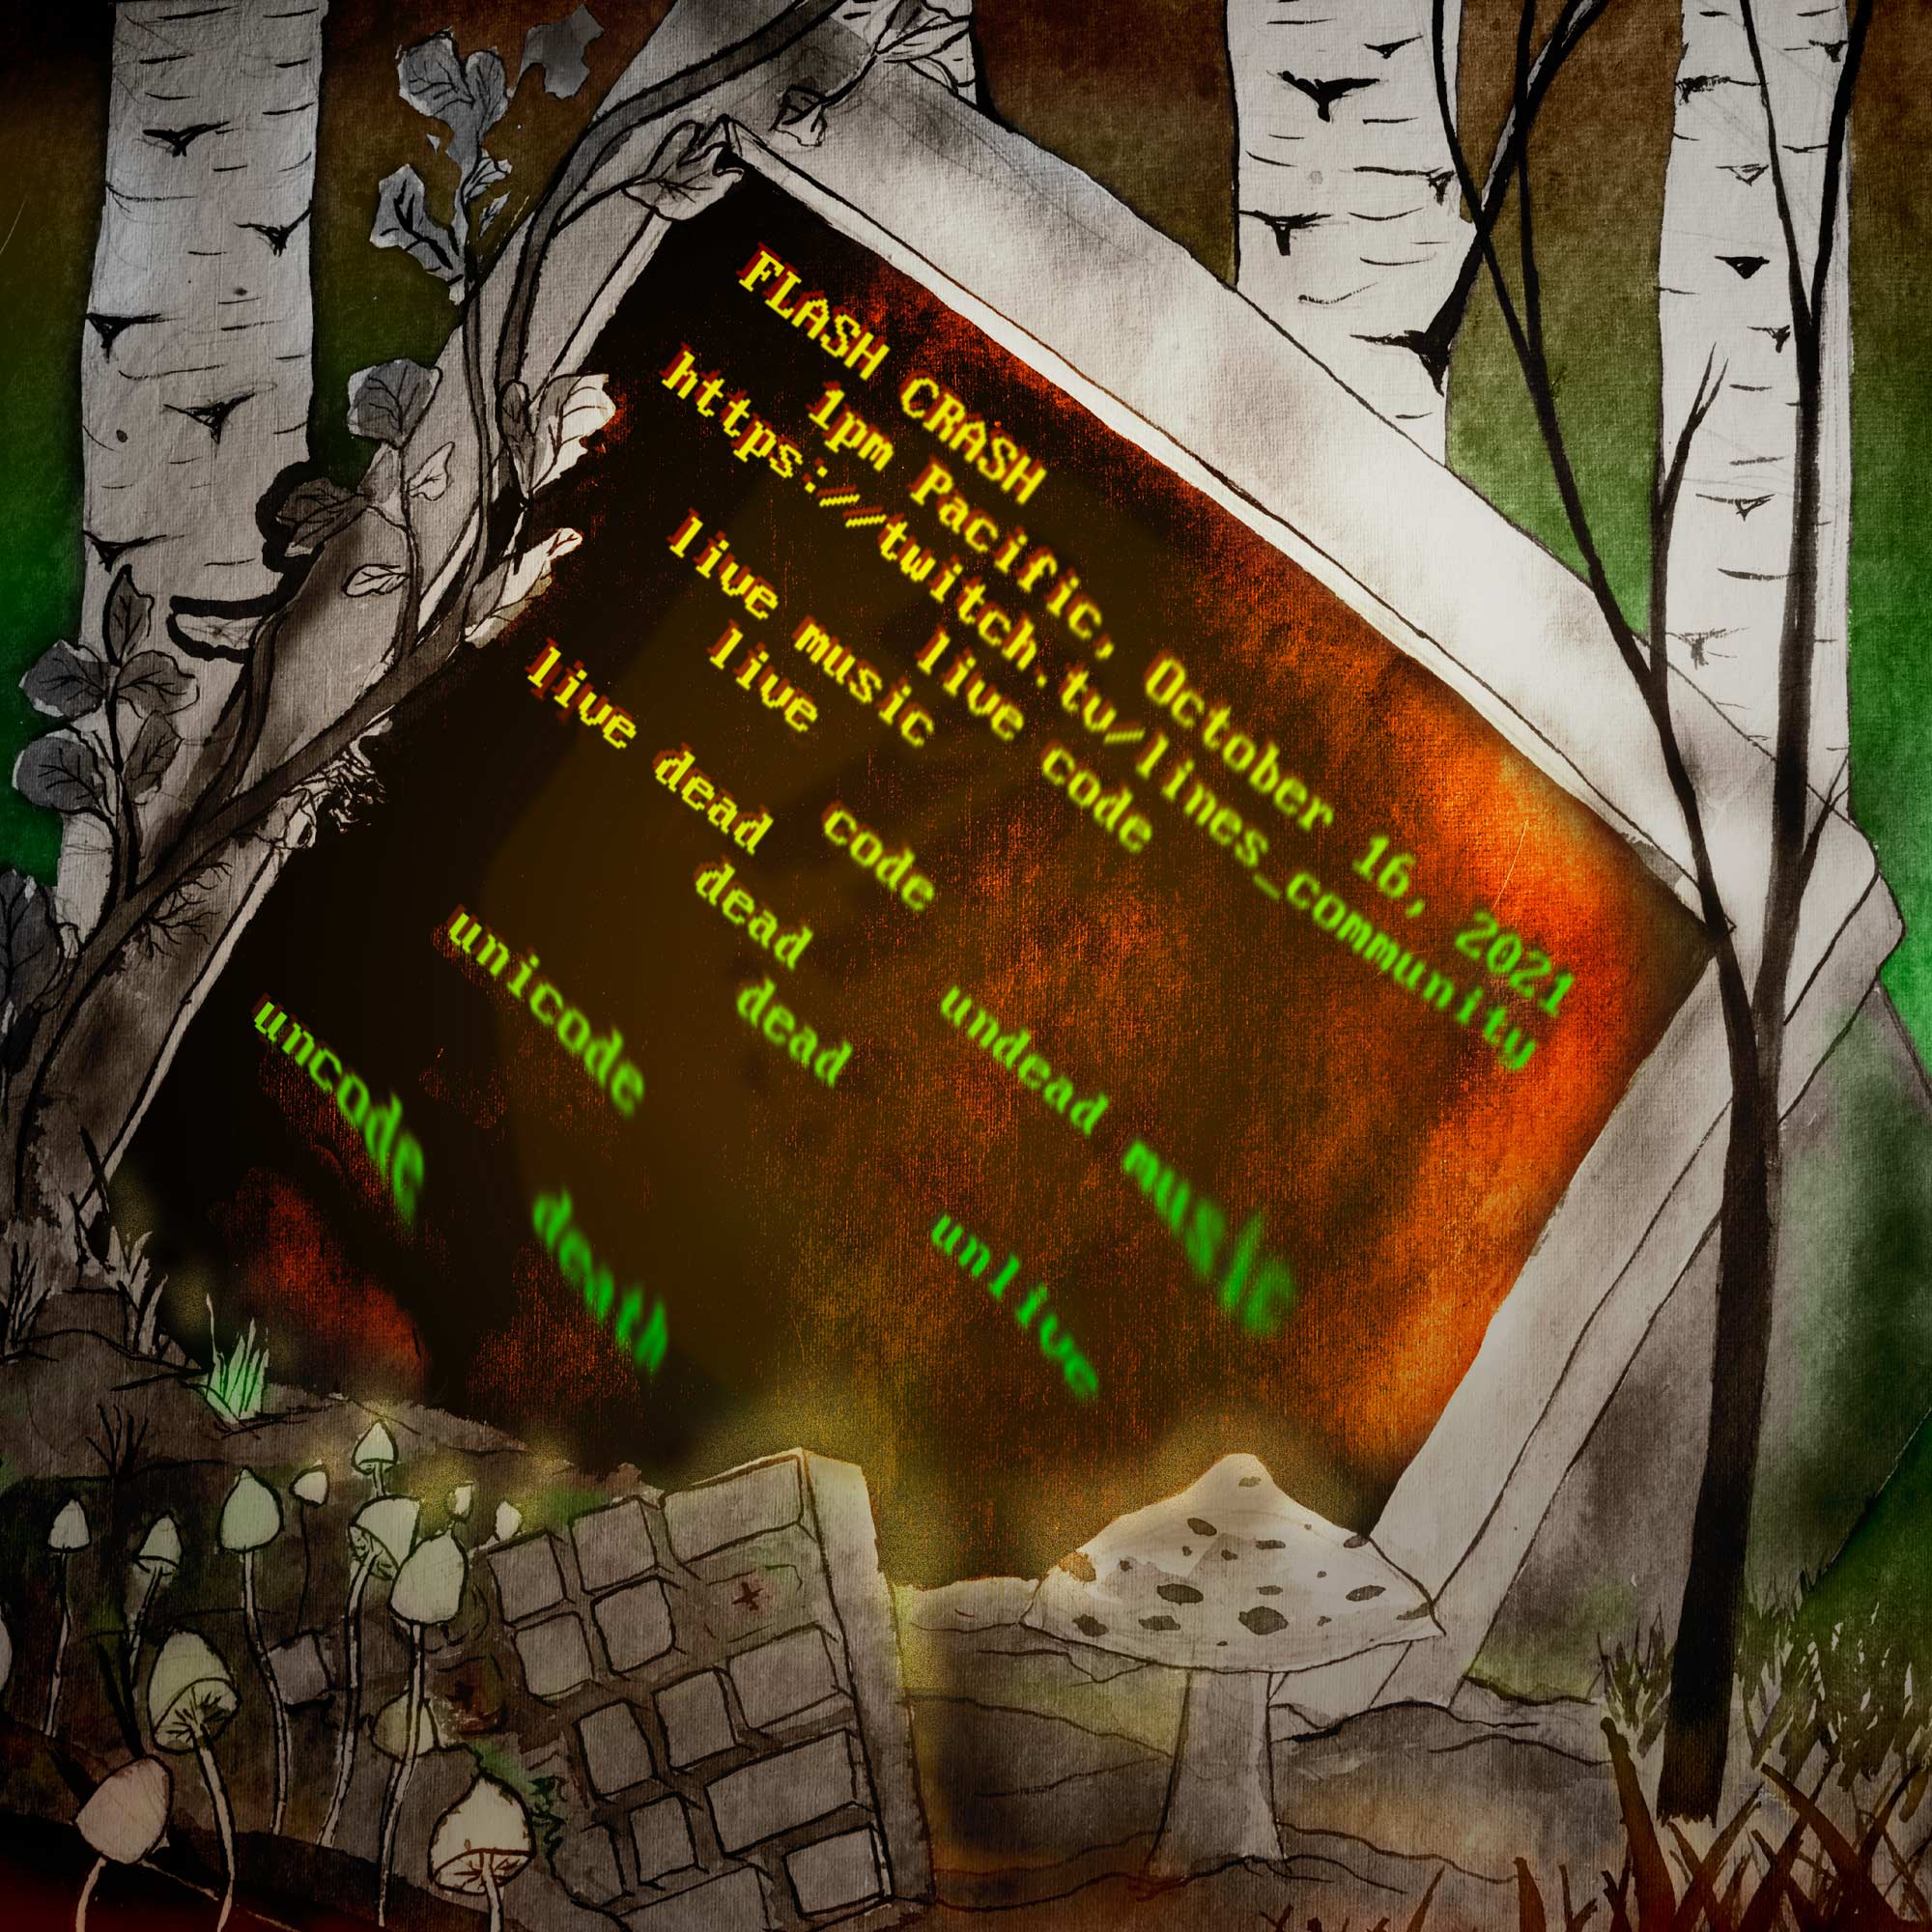 FLASH CRASH
1pm Pacific, October 16, 2021
https://twitch.tv/lines_community
live code
live music
live
code
live dead undead music
dead
dead
unlive
unicode
death
uncode